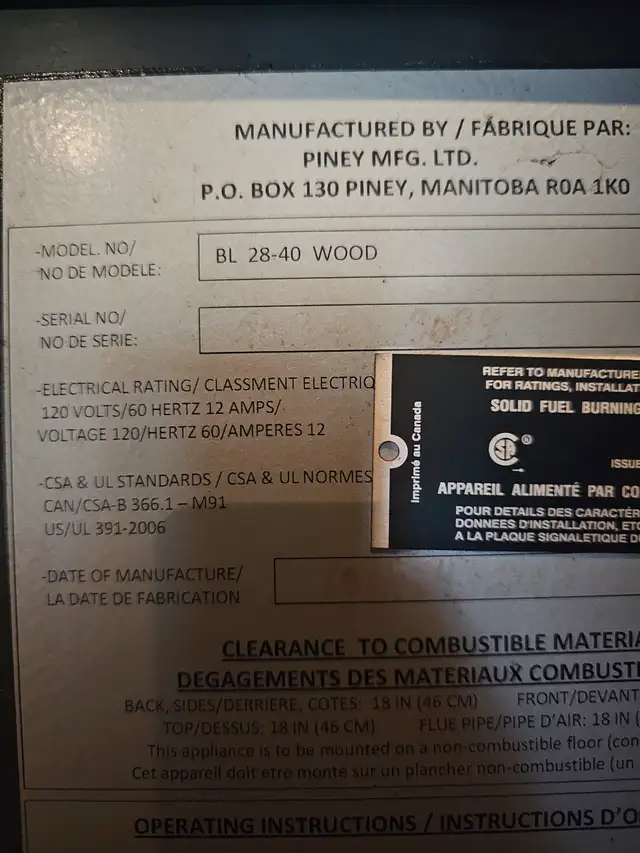 MANUFACTURED BY / FABRIQUE PAR:
PINEY MFG. LTD.
P.O. BOX 130 PINEY, MANITOBA R0A 1K0
-MODEL. NO/
NO DE MODELE:
BL 28-40 WOOD
-SERIAL NO/
NO DE SERIE:
-ELECTRICAL RATING/ CLASSMENT ELECTRIQ
120 VOLTS/60 HERTZ 12 AMPS/
VOLTAGE 120/HERTZ 60/AMPERES 12
-CSA & UL STANDARDS / CSA & UL NORMES
CAN/CSA-B 366.1 – M91
US/UL 391-2006
Imprimé au Canada
REFER TO MANUFACTURE
FOR RATINGS, INSTALLAT
SOLID FUEL BURNING
®
ISSUE
APPAREIL ALIMENTÉ PAR CO
POUR DETAILS DES CARACTÉR
DONNEES D'INSTALLATION, ETC
A LA PLAQUE SIGNALETIQUE DU
-DATE OF MANUFACTURE/
LA DATE DE FABRICATION
CLEARANCE TO COMBUSTIBLE MATERIA
DEGAGEMENTS DES MATERIAUX COMBUSTI
BACK, SIDES/DERRIERE, COTES: 18 IN (46 CM) FRONT/DEVANT
TOP/DESSUS: 18 IN (46 CM) FLUE PIPE/PIPE D'AIR: 18 IN (
This appliance is to be mounted on a non-combustible floor (con
Cet appareil doit etre monte sur un plancher non-combustible (un
OPERATING INSTRUCTIONS / INSTRUCTIONS D'O